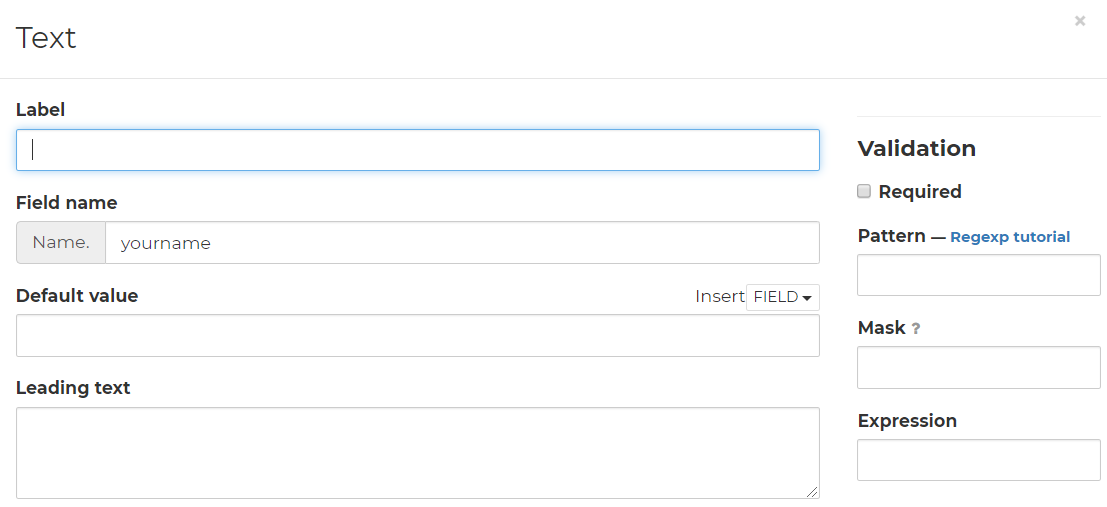 Text
×
Label
Field name
Name. yourname
Default value Insert FIELD
Leading text
Validation
Required
Pattern — Regexp tutorial
Mask ?
Expression